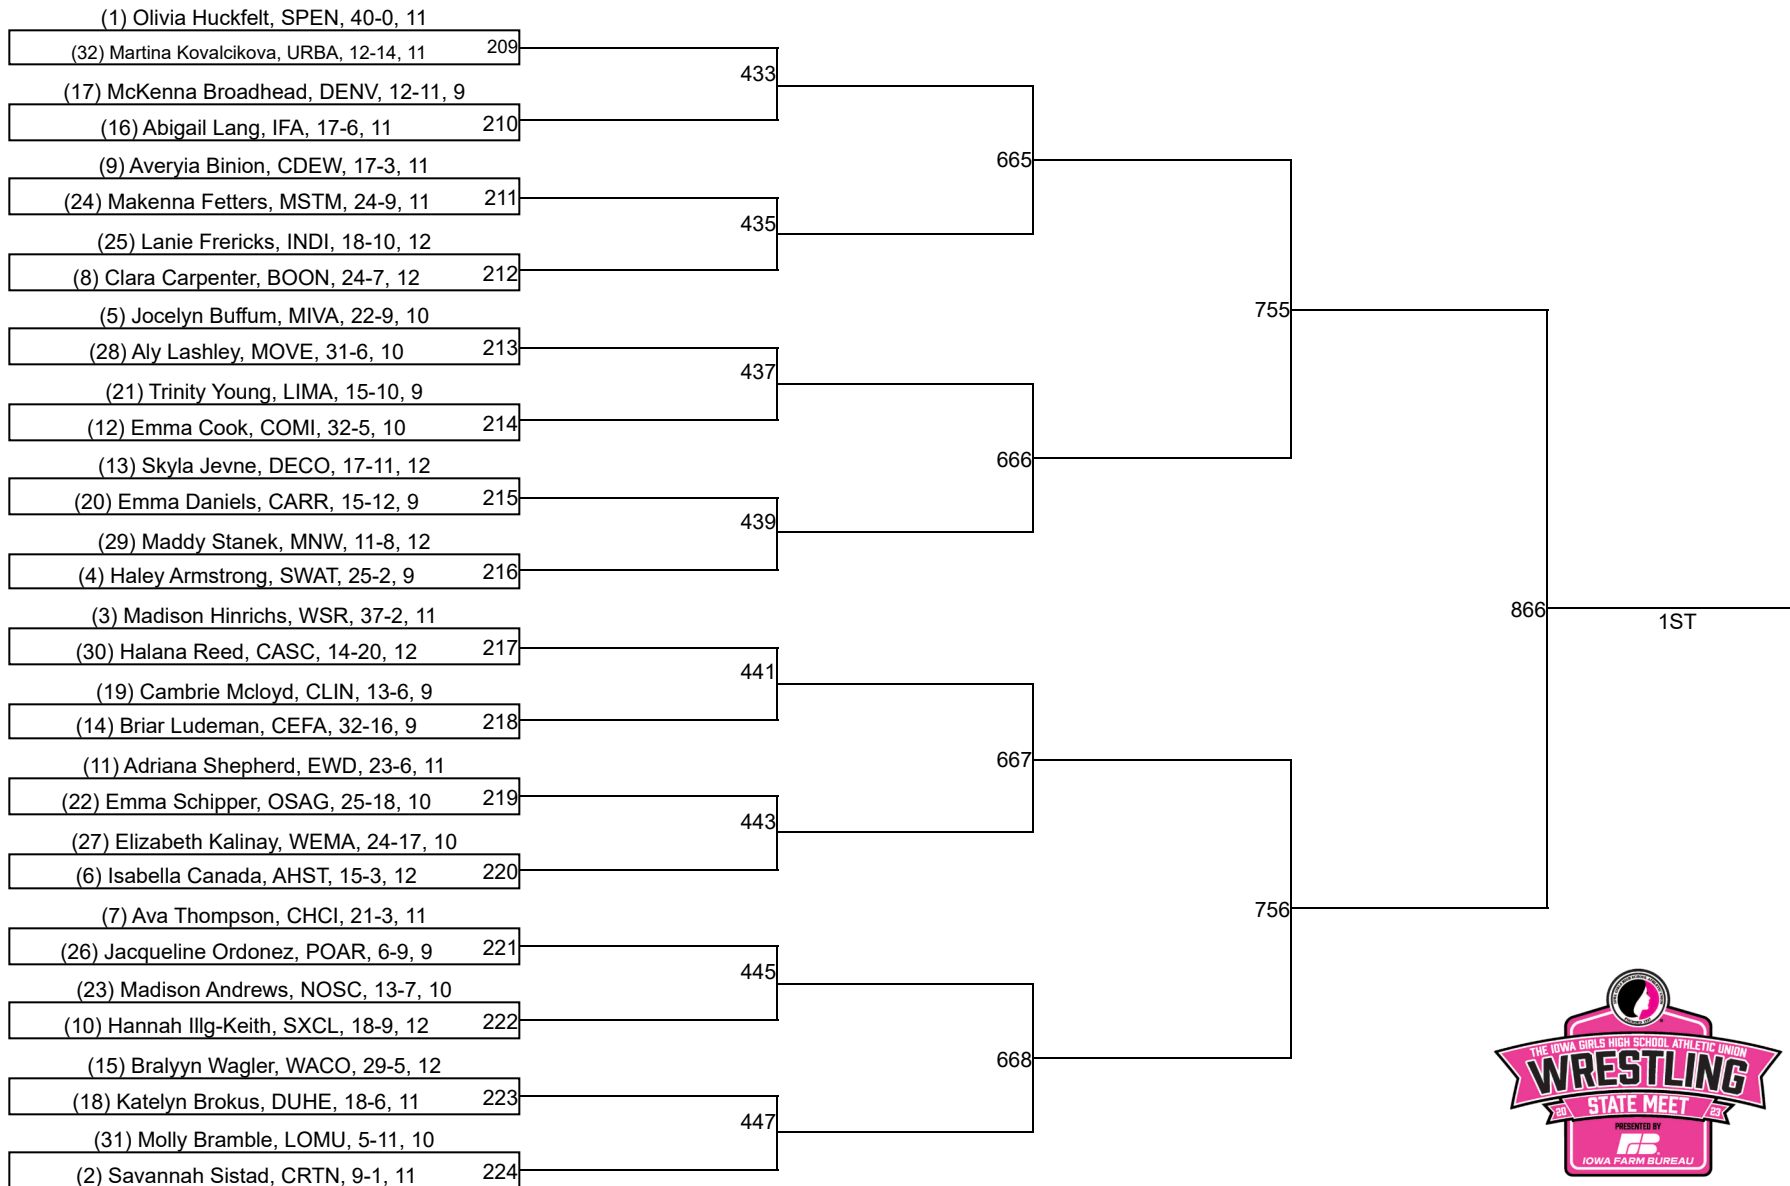 (1) Olivia Huckfelt, SPEN, 40-0, 11
(32) Martina Kovalcikova, URBA, 12-14, 11
209
433
(17) McKenna Broadhead, DENV, 12-11, 9
(16) Abigail Lang, IFA, 17-6, 11
210
665
(9) Averyia Binion, CDEW, 17-3, 11
(24) Makenna Fetters, MSTM, 24-9, 11
211
435
(25) Lanie Frericks, INDI, 18-10, 12
(8) Clara Carpenter, BOON, 24-7, 12
212
755
(5) Jocelyn Buffum, MIVA, 22-9, 10
(28) Aly Lashley, MOVE, 31-6, 10
213
437
(21) Trinity Young, LIMA, 15-10, 9
(12) Emma Cook, COMI, 32-5, 10
214
666
(13) Skyla Jevne, DECO, 17-11, 12
(20) Emma Daniels, CARR, 15-12, 9
215
439
(29) Maddy Stanek, MNW, 11-8, 12
(4) Haley Armstrong, SWAT, 25-2, 9
216
866
1ST
(3) Madison Hinrichs, WSR, 37-2, 11
(30) Halana Reed, CASC, 14-20, 12
217
441
(19) Cambrie Mcloyd, CLIN, 13-6, 9
(14) Briar Ludeman, CEFA, 32-16, 9
218
667
(11) Adriana Shepherd, EWD, 23-6, 11
(22) Emma Schipper, OSAG, 25-18, 10
219
443
(27) Elizabeth Kalinay, WEMA, 24-17, 10
(6) Isabella Canada, AHST, 15-3, 12
220
756
(7) Ava Thompson, CHCI, 21-3, 11
(26) Jacqueline Ordonez, POAR, 6-9, 9
221
445
(23) Madison Andrews, NOSC, 13-7, 10
(10) Hannah Illg-Keith, SXCL, 18-9, 12
222
668
(15) Bralyyn Wagler, WACO, 29-5, 12
(18) Katelyn Brokus, DUHE, 18-6, 11
223
447
(31) Molly Bramble, LOMU, 5-11, 10
(2) Savannah Sistad, CRTN, 9-1, 11
224
THE IOWA GIRLS HIGH SCHOOL ATHLETIC UNION
WRESTLING
20 STATE MEET 23
PRESENTED BY
FB
IOWA FARM BUREAU